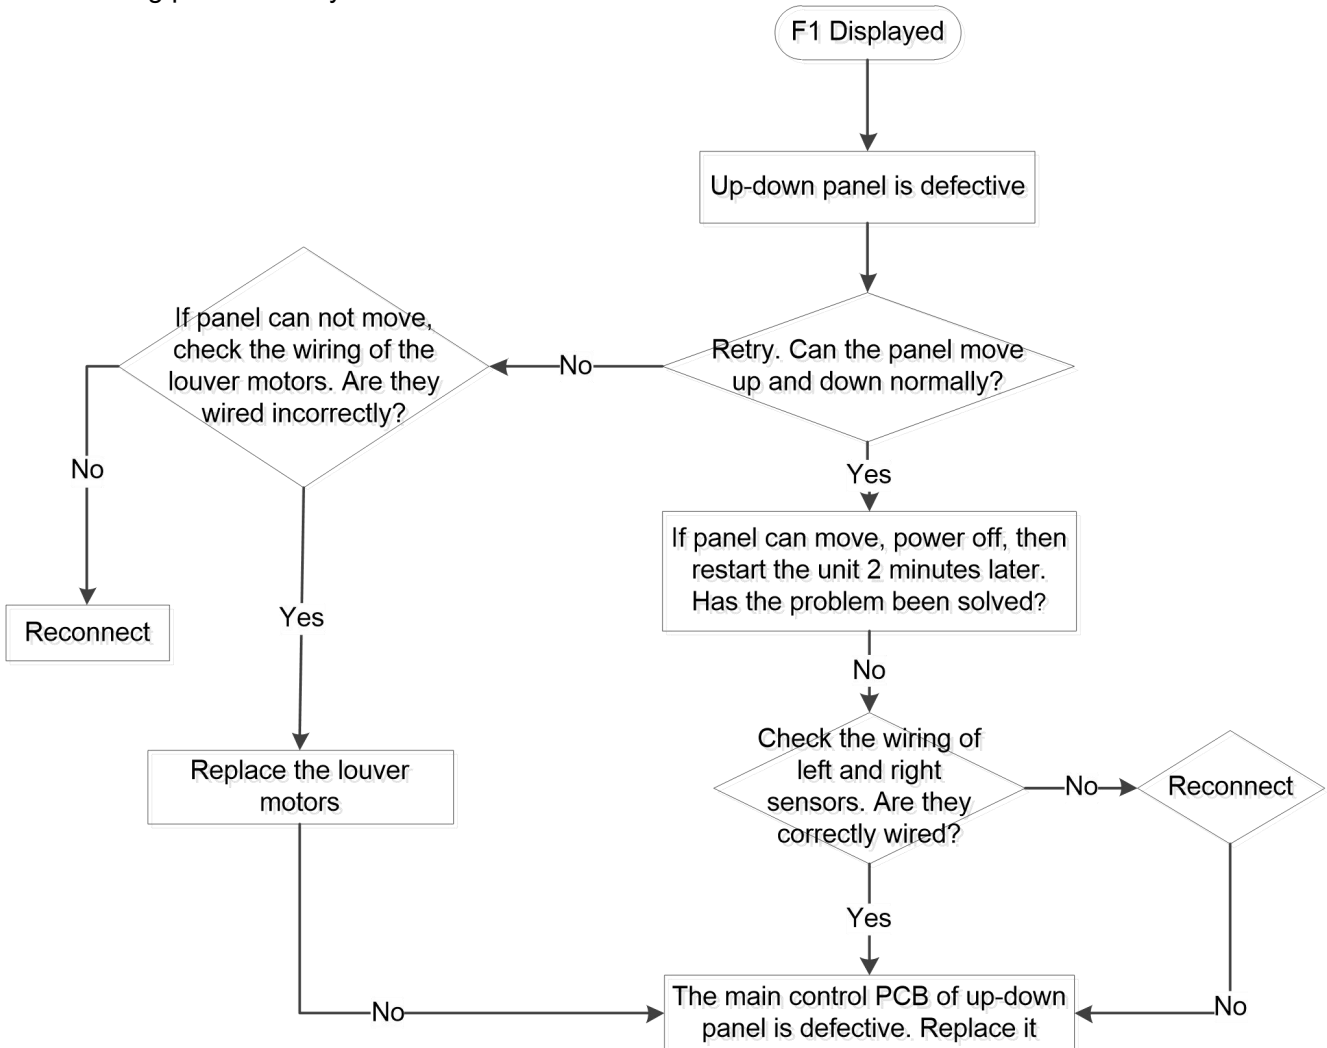 F1 Displayed
Up-down panel is defective
If panel can not move,
check the wiring of the
louver motors. Are they
wired incorrectly?
No
Retry. Can the panel move
up and down normally?
No
Yes
If panel can move, power off, then
restart the unit 2 minutes later.
Has the problem been solved?
Reconnect
Yes
No
Check the wiring of
left and right
sensors. Are they
correctly wired?
No
Reconnect
Replace the louver
motors
Yes
No
The main control PCB of up-down
panel is defective. Replace it
No